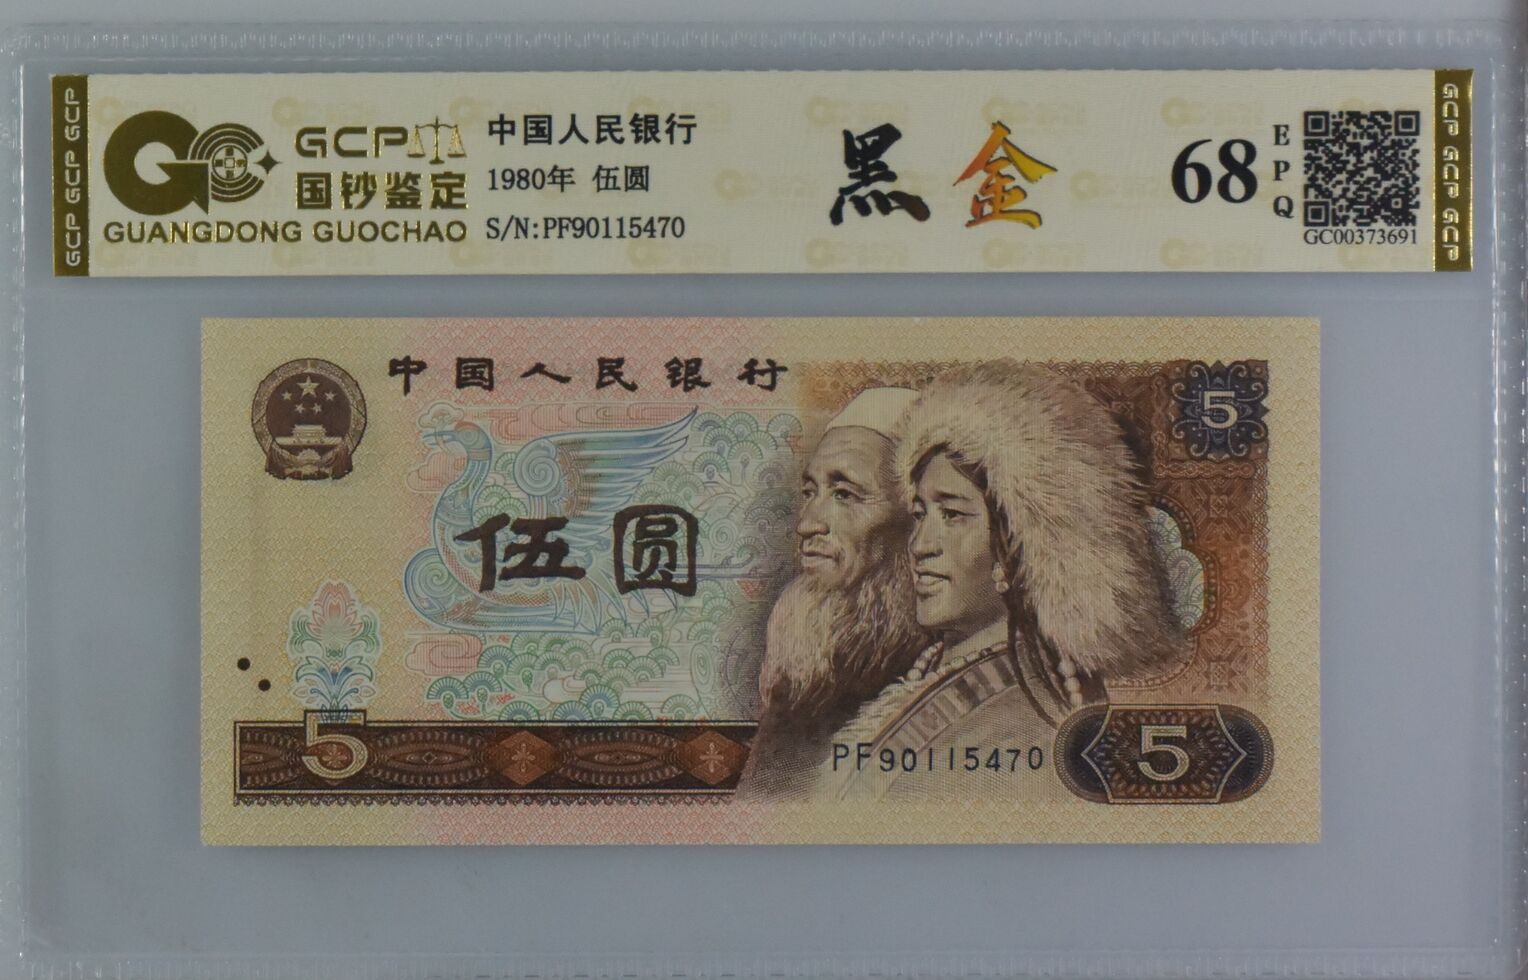 GCP GCP GCP
GCP
国钞鉴定
GUANGDONG GUOCHAO
中国人民银行
1980年 伍圆
S/N:PF90115470
黑金
68
EPQ
GC00373691
GCP GCP GCP
中国人民银行
5
伍圆
5
PF90115470
5